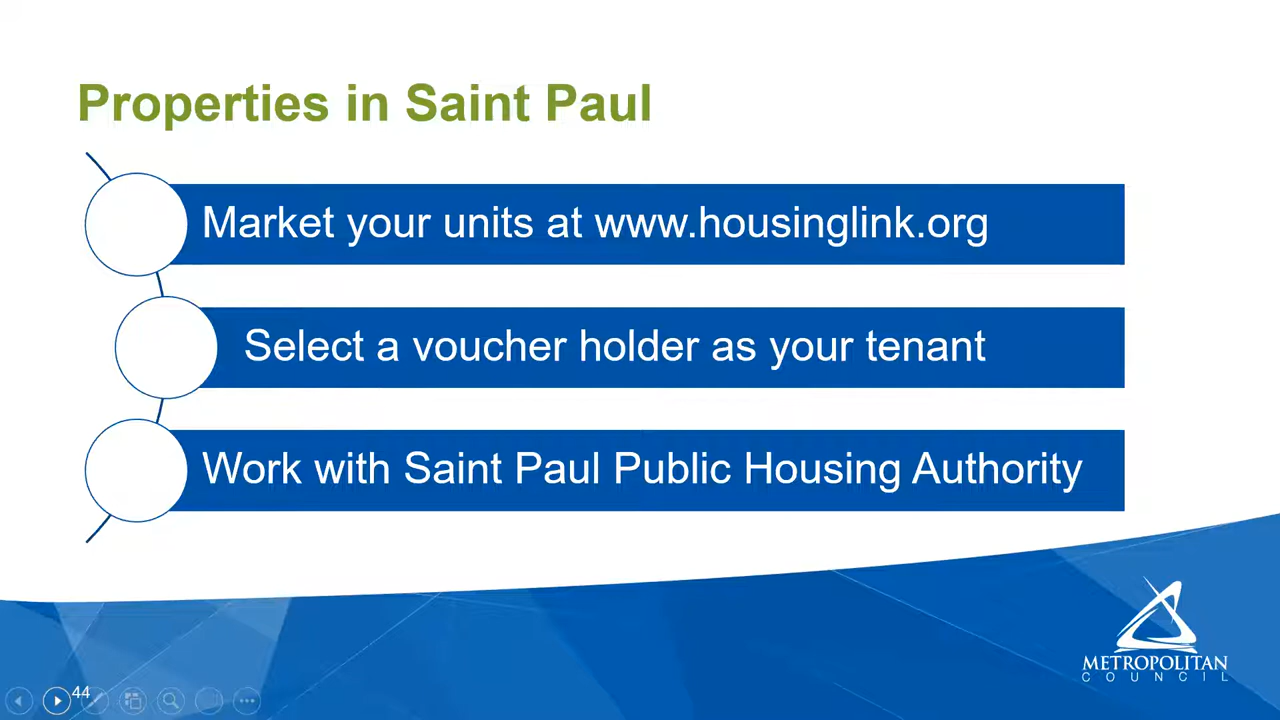 Properties in Saint Paul
Market your units at www.housinglink.org
Select a voucher holder as your tenant
Work with Saint Paul Public Housing Authority
METROPOLITAN
COUNCIL
44